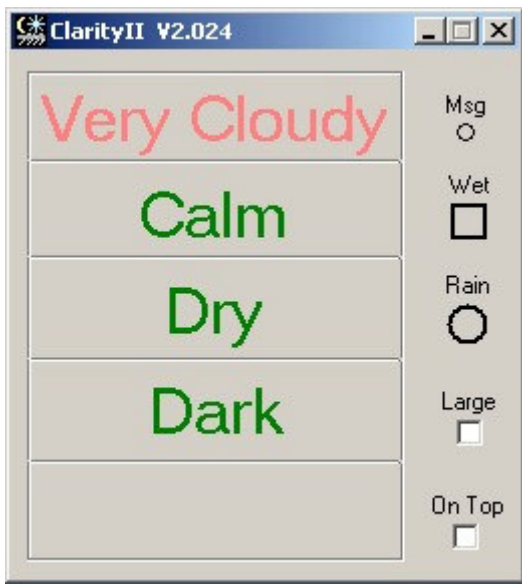 ClarityII V2.024
Very Cloudy
Calm
Dry
Dark
Msg
Wet
Rain
Large
On Top